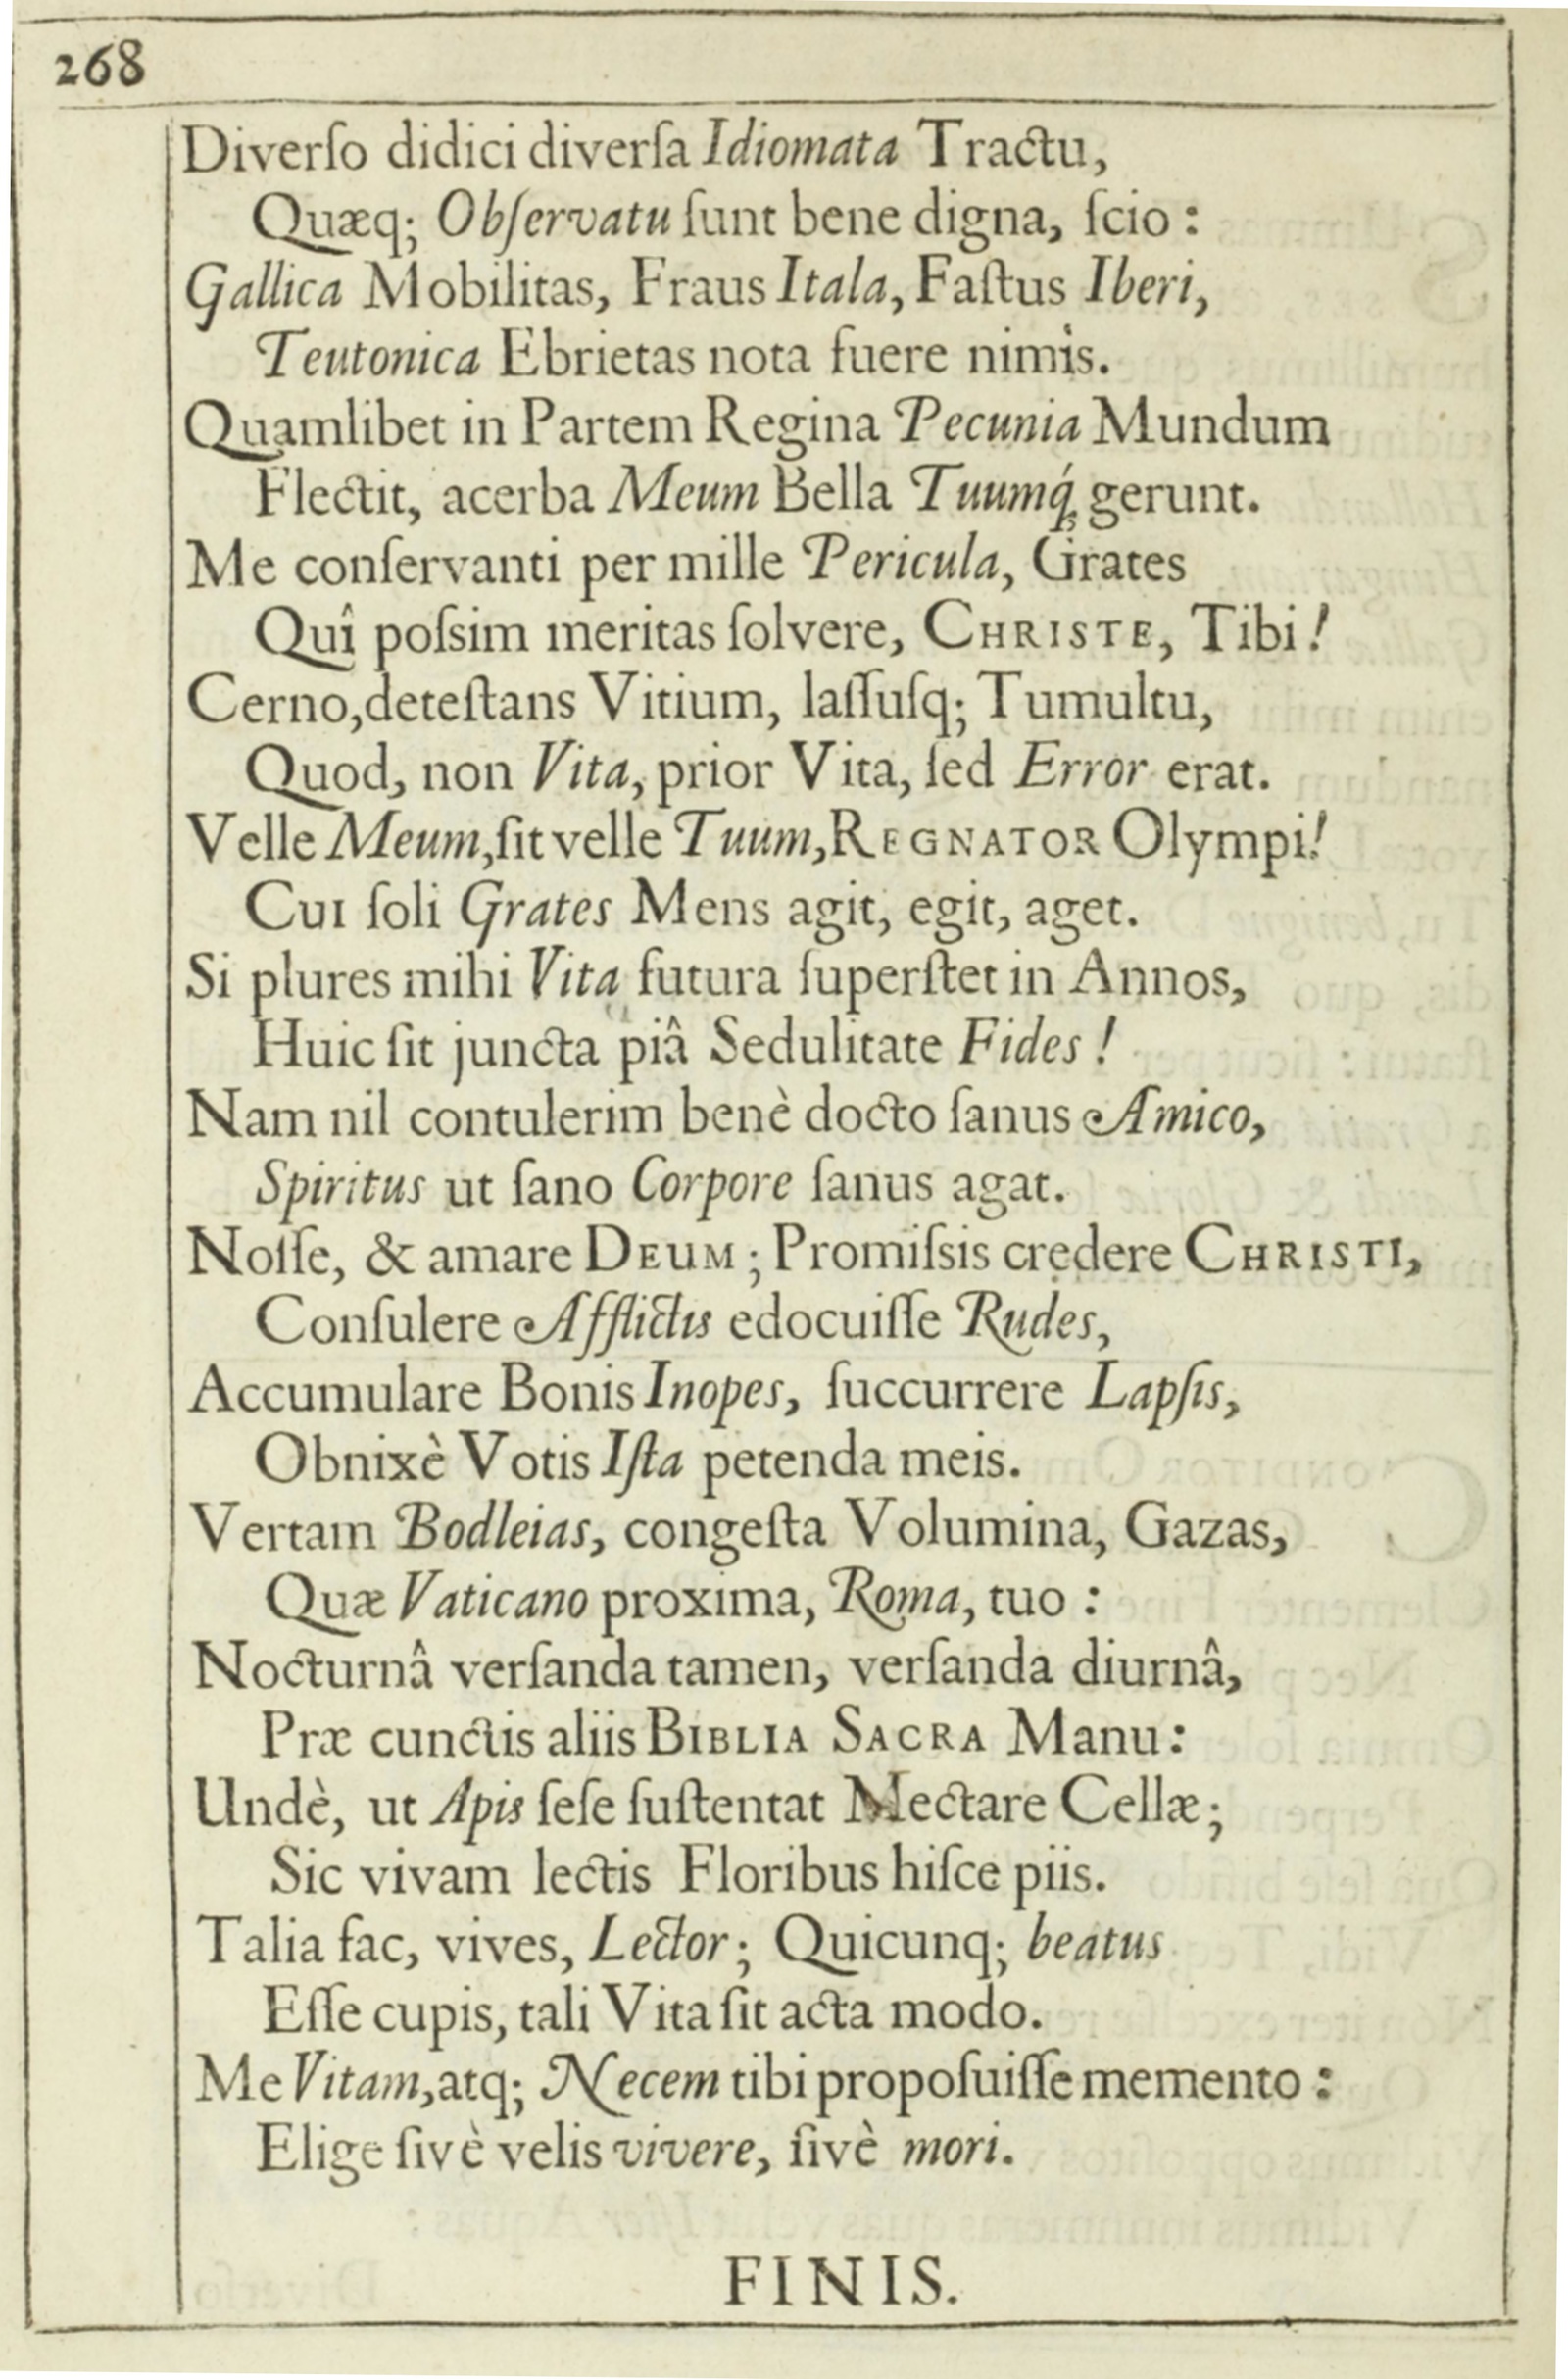 268
Diverſo didici diverſa Idiomata Tractu,
Quæq; Obſervatu ſunt bene digna, ſcio :
Gallica Mobilitas, Fraus Itala, Faſtus Iberi,
Teutonica Ebrietas nota fuere nimìs.
Quamlibet in Partem Regina Pecunia Mundum
Flectit, acerba Meum Bella Tuumq́; gerunt.
Me conſervanti per mille Pericula, Grates
Quî poſsim meritas ſolvere, CHRISTE, Tibi !
Cerno, deteſtans Vitium, laſſuſq; Tumultu,
Quod, non Vita, prior Vita, ſed Error erat.
Velle Meum, ſit velle Tuum, REGNATOR Olympi!
CUI ſoli Grates Mens agit, egit, aget.
Si plures mihi Vita futura ſuperſtet in Annos,
Huic ſit juncta piâ Sedulitate Fides !
Nam nil contulerim benè docto ſanus Amico,
Spiritus ut ſano Corpore ſanus agat.
Noſſe, & amare DEUM ; Promiſsis credere CHRISTI,
Conſulere Afflictis edocuiſſe Rudes,
Accumulare Bonis Inopes, ſuccurrere Lapſis,
Obnixè Votis Iſta petenda meis.
Vertam Bodleias, congeſta Volumina, Gazas,
Quæ Vaticano proxima, Roma, tuo :
Nocturnâ verſanda tamen, verſanda diurnâ,
Præ cunctis aliis BIBLIA SACRA Manu :
Undè, ut Apis ſeſe ſuſtentat Nectare Cellæ ;
Sic vivam lectis Floribus hiſce piis.
Talia fac, vives, Lector ; Quicunq; beatus
Eſſe cupis, tali Vita ſit acta modo.
Me Vitam, atq; Necem tibi propoſuiſſe memento :
Elige ſivè velis vivere, ſivè mori.
FINIS.